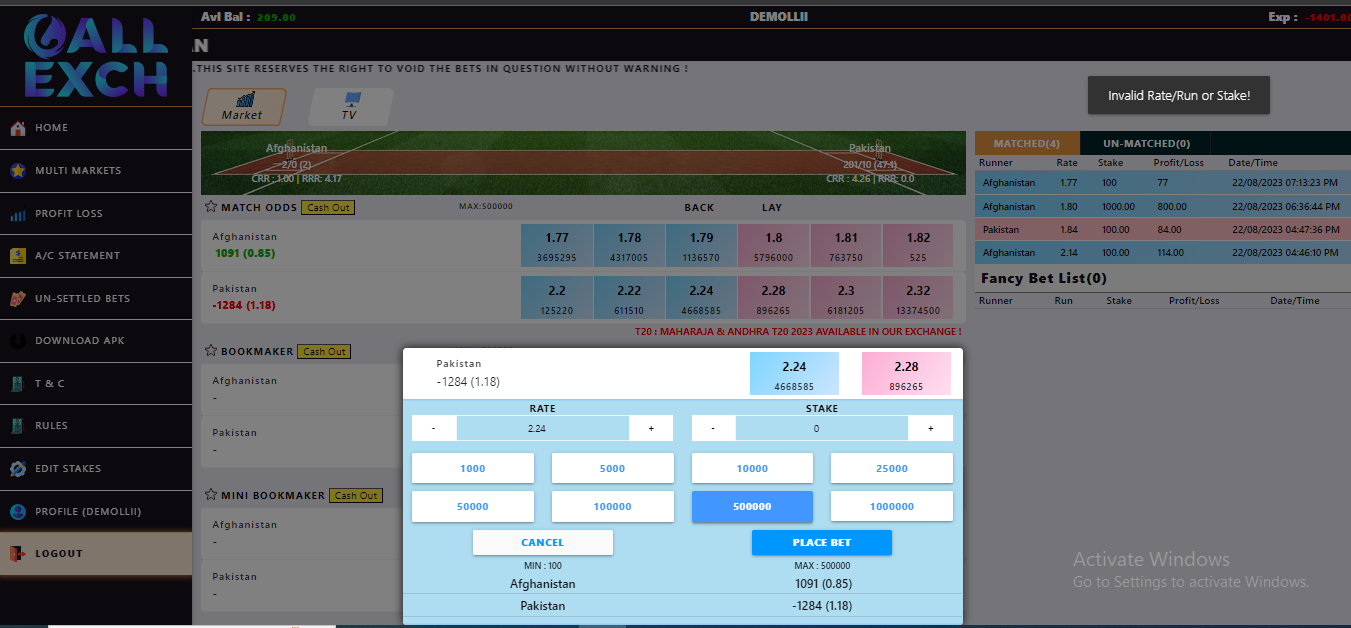 ALL EXCH
Avl Bal : 209.00 DEMOLLII Exp : -1401.00
AN
.THIS SITE RESERVES THE RIGHT TO VOID THE BETS IN QUESTION WITHOUT WARNING !
Invalid Rate/Run or Stake!
HOME
MULTI MARKETS
PROFIT LOSS
A/C STATEMENT
UN-SETTLED BETS
DOWNLOAD APK
T & C
RULES
EDIT STAKES
PROFILE (DEMOLLII)
LOGOUT
Market TV
Afghanistan Pakistan
2/0 (2) 201/10 (47.1)
CRR : 1.00 | RRR: 4.17 CRR : 4.26 | RRR: 0.0
MATCH ODDS Cash Out MAX:500000 BACK LAY
Afghanistan 1.77 1.78 1.79 1.8 1.81 1.82
1091 (0.85) 3695295 4317005 1136570 5796000 763750 525
Pakistan 2.2 2.22 2.24 2.28 2.3 2.32
-1284 (1.18) 125220 611510 4668585 896265 6181205 13374500
T20 : MAHARAJA & ANDHRA T20 2023 AVAILABLE IN OUR EXCHANGE !
BOOKMAKER Cash Out
Afghanistan
-
Pakistan
-
MINI BOOKMAKER Cash Out
Afghanistan
-
Pakistan
-
MATCHED(4) UN-MATCHED(0)
Runner Rate Stake Profit/Loss Date/Time
Afghanistan 1.77 100 77 22/08/2023 07:13:23 PM
Afghanistan 1.80 1000.00 800.00 22/08/2023 06:36:44 PM
Pakistan 1.84 100.00 84.00 22/08/2023 04:47:36 PM
Afghanistan 2.14 100.00 114.00 22/08/2023 04:46:10 PM
Fancy Bet List(0)
Runner Run Stake Profit/Loss Date/Time
Pakistan 2.24 2.28
-1284 (1.18) 4668585 896265
RATE STAKE
- 2.24 + - 0 +
1000 5000 10000 25000
50000 100000 500000 1000000
CANCEL PLACE BET
MIN : 100 MAX : 500000
Afghanistan 1091 (0.85)
Pakistan -1284 (1.18)
Activate Windows
Go to Settings to activate Windows.